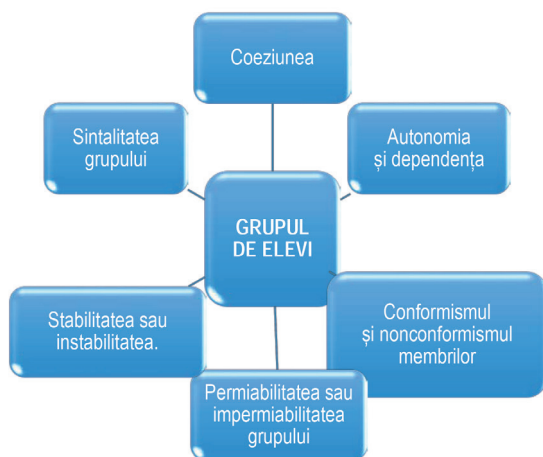 Coeziunea
Sintalitatea
grupului
Autonomia
și dependența
GRUPUL
DE ELEVI
Stabilitatea sau
instabilitatea.
Conformismul
și nonconformismul
membrilor
Permiabilitatea sau
impermiabilitatea
grupului